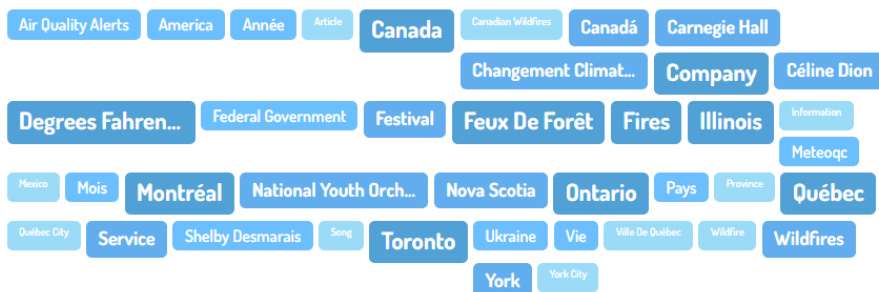 Air Quality Alerts America Année Article Canada Canadian Wildfires Canadá Carnegie Hall
Changement Climat... Company Céline Dion
Degrees Fahren... Federal Government Festival Feux De Forêt Fires Illinois Information
Meteoqc
Mexico Mois Montréal National Youth Orch... Nova Scotia Ontario Pays Province Québec
Québec City Service Shelby Desmarais Song Toronto Ukraine Vie Ville De Québec Wildfire Wildfires
York York City